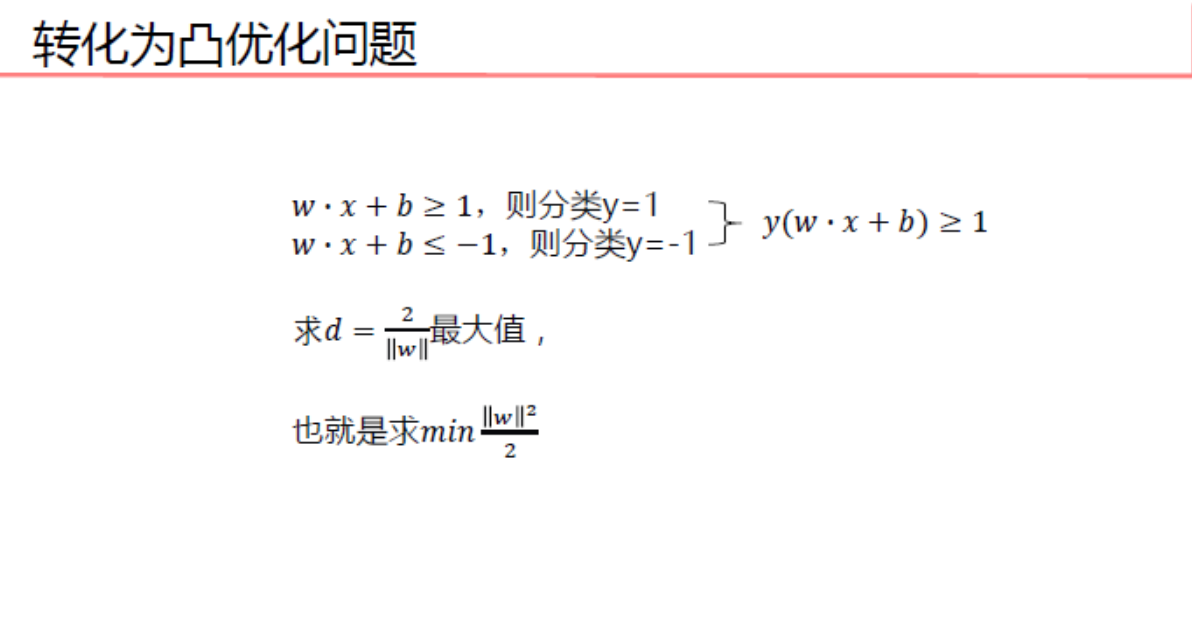 转化为凸优化问题
w · x + b ≥ 1，则分类y=1
w · x + b ≤ −1，则分类y=-1
y(w · x + b) ≥ 1
求d = 2/‖w‖最大值，
也就是求min ‖w‖²/2